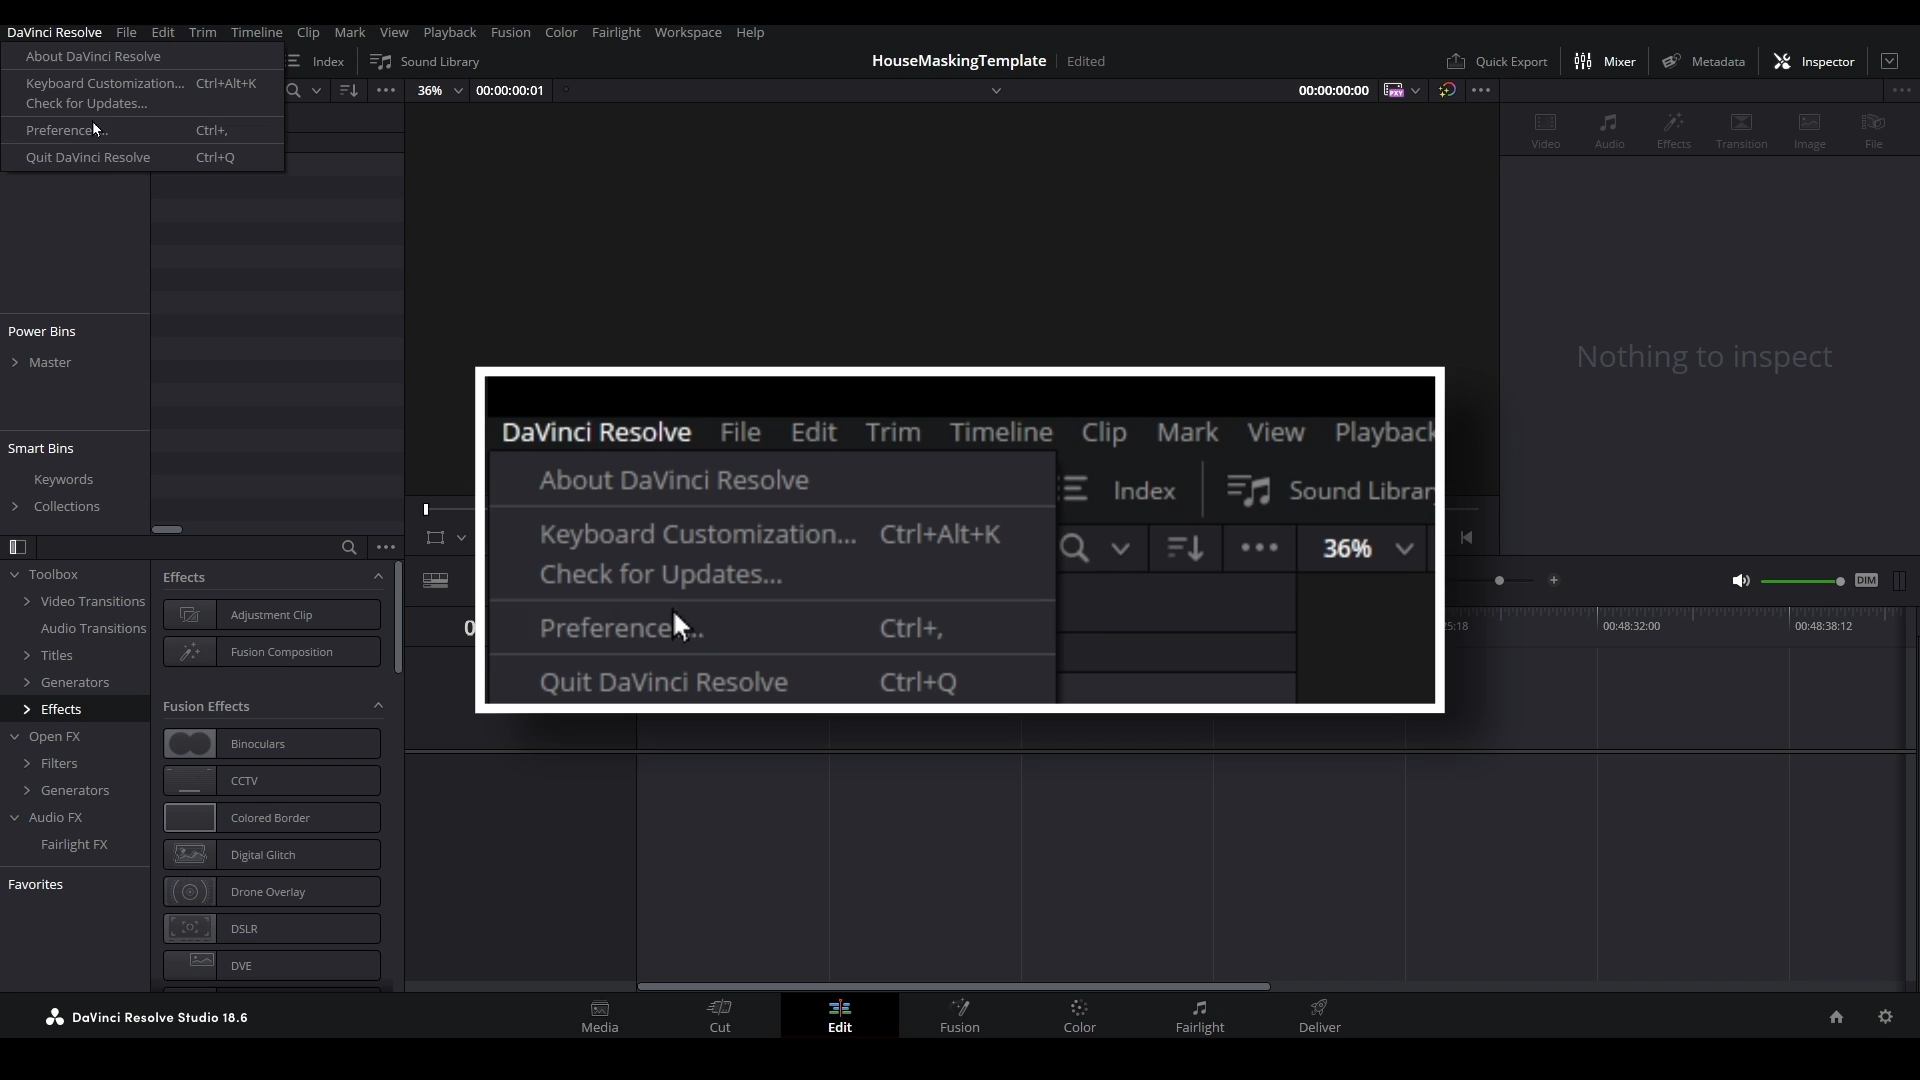 DaVinci Resolve File Edit Trim Timeline Clip Mark View Playback Fusion Color Fairlight Workspace Help
About DaVinci Resolve
Keyboard Customization... Ctrl+Alt+K
Check for Updates...
Ctrl+,
Quit DaVinci Resolve Ctrl+Q
Index Sound Library
HouseMaskingTemplate Edited
Quick Export Mixer Metadata Inspector
36% 00:00:00:01 00:00:00:00 PXY
Video Audio Effects Transition Image File
Nothing to inspect
Power Bins
Master
Smart Bins
Keywords
Collections
DaVinci Resolve File Edit Trim Timeline Clip Mark View Playback
About DaVinci Resolve
Index
Keyboard Customization... Ctrl+Alt+K
Check for Updates...
36%
Ctrl+,
Quit DaVinci Resolve Ctrl+Q
Toolbox
Video Transitions
Audio Transitions
Titles
Generators
Effects
Open FX
Filters
Generators
Audio FX
Fairlight FX
Favorites
Effects
Adjustment Clip
Fusion Composition
Fusion Effects
Binoculars
CCTV
Colored Border
Digital Glitch
Drone Overlay
DSLR
DVE
DIM
00:48:32:00 00:48:38:12
DaVinci Resolve Studio 18.6
Media Cut Edit Fusion Color Fairlight Deliver